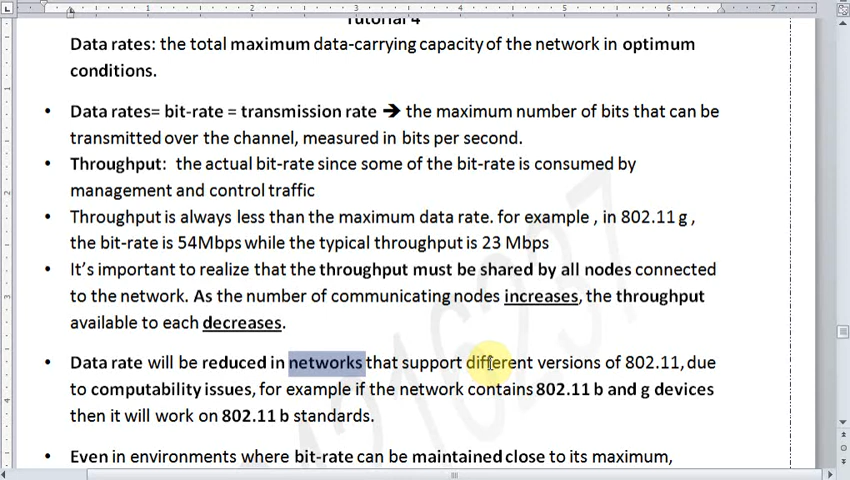 Tutorial 4
Data rates: the total maximum data-carrying capacity of the network in optimum
conditions.
• Data rates= bit-rate = transmission rate ➔ the maximum number of bits that can be
transmitted over the channel, measured in bits per second.
• Throughput: the actual bit-rate since some of the bit-rate is consumed by
management and control traffic
• Throughput is always less than the maximum data rate. for example , in 802.11 g ,
the bit-rate is 54Mbps while the typical throughput is 23 Mbps
• It's important to realize that the throughput must be shared by all nodes connected
to the network. As the number of communicating nodes increases, the throughput
available to each decreases.
• Data rate will be reduced in networks that support different versions of 802.11, due
to computability issues, for example if the network contains 802.11 b and g devices
then it will work on 802.11 b standards.
• Even in environments where bit-rate can be maintained close to its maximum,